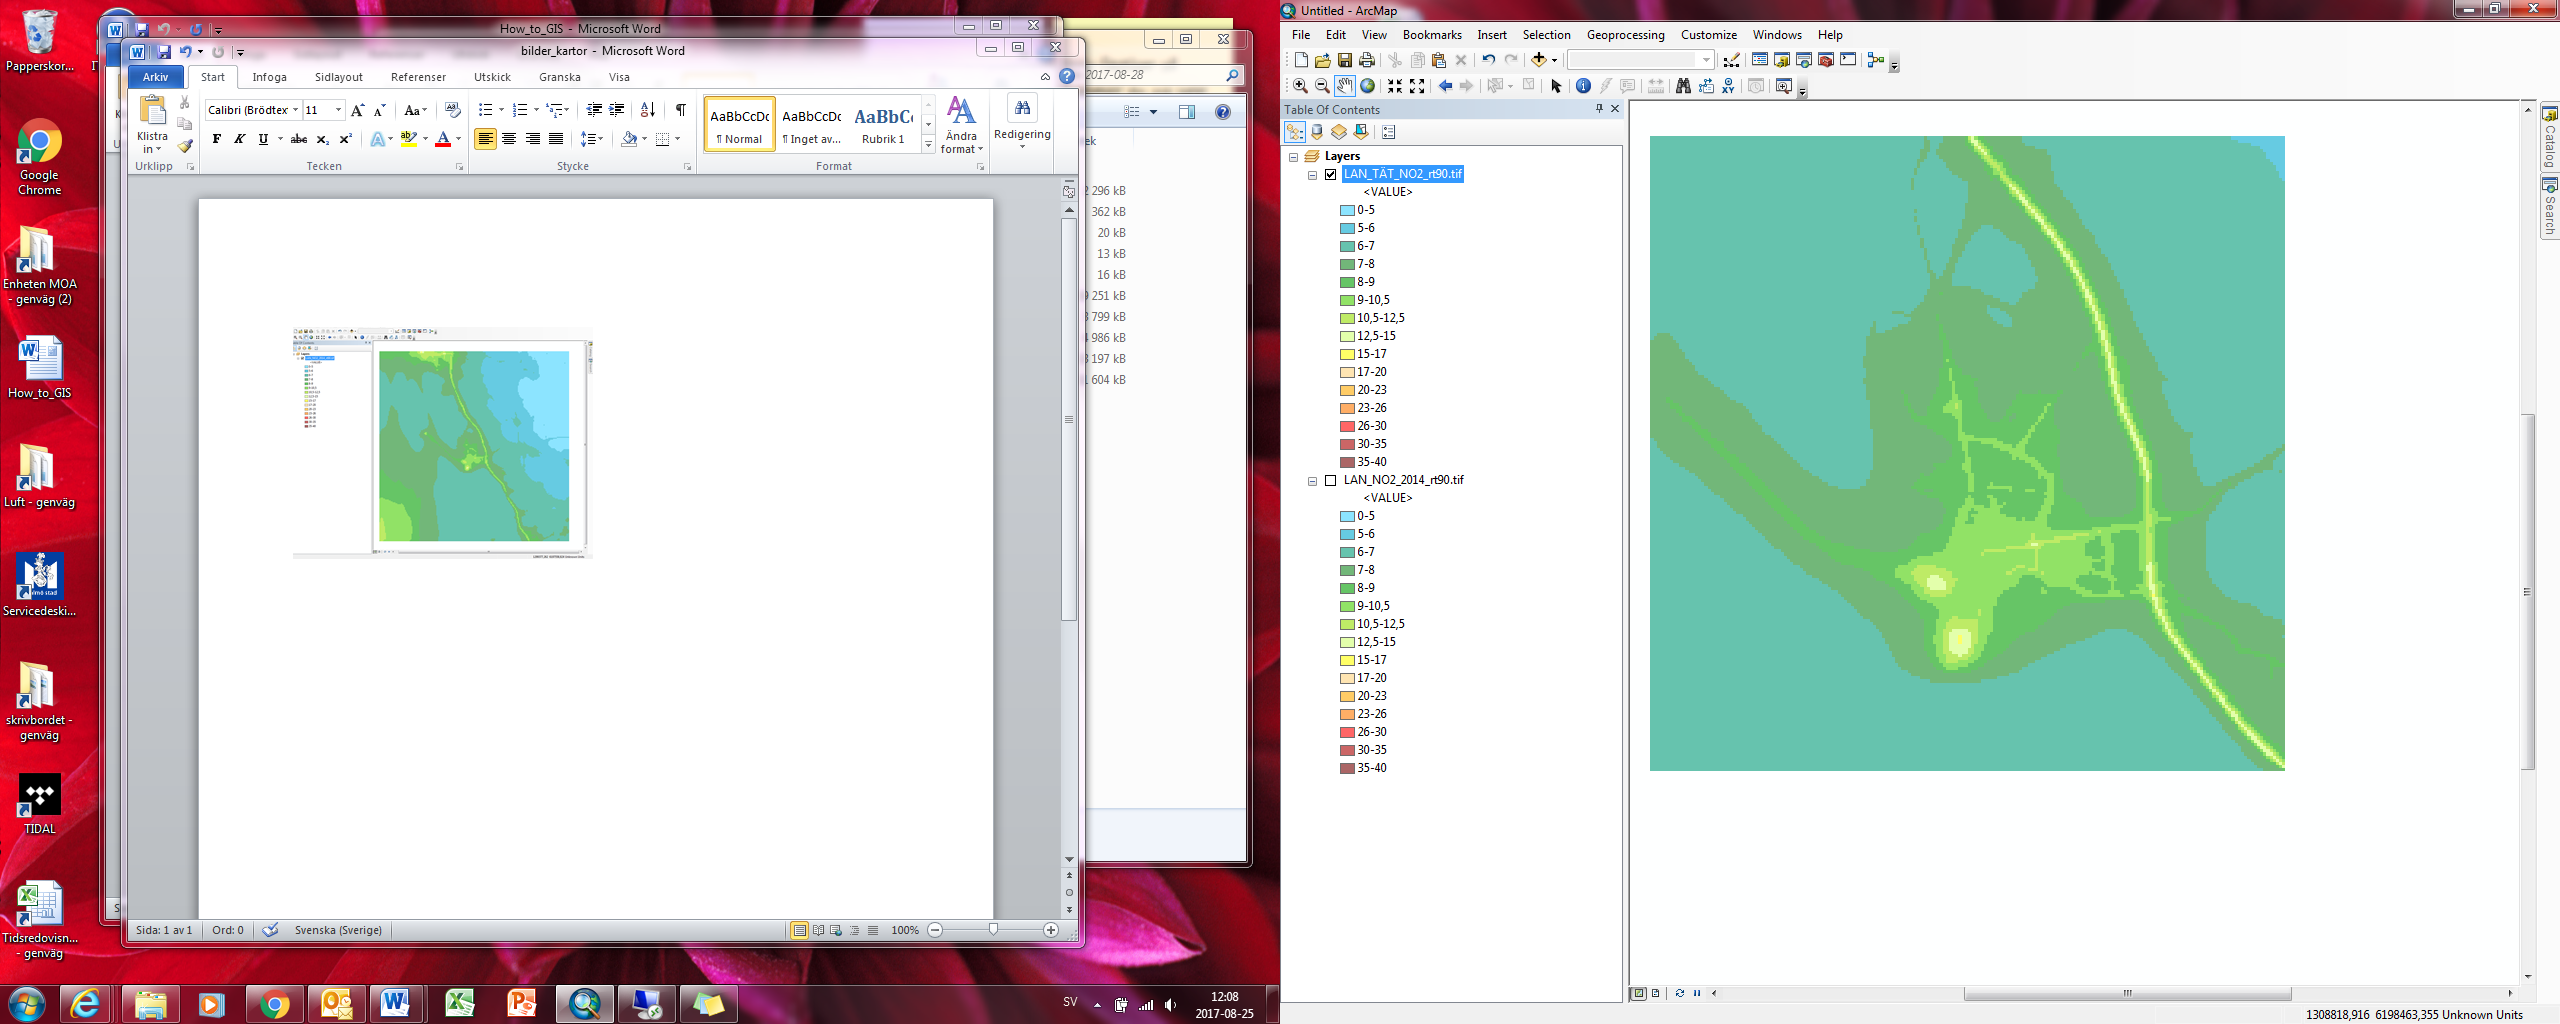 Papperskor...
Google
Chrome
Enheten MOA
- genväg (2)
How_to_GIS
Luft - genväg
Servicedeski...
skrivbordet -
genväg
TIDAL
Tidsredovisn...
- genväg
How_to_GIS - Microsoft Word
bilder_kartor - Microsoft Word
Arkiv Start Infoga Sidlayout Referenser Utskick Granska Visa
Calibri (Brödtex 11
Klistra
in
Urklipp
Tecken
Stycke
AaBbCcDc
¶ Normal
AaBbCcDc
¶ Inget av...
AaBbC
Rubrik 1
Ändra
format
Format
Redigering
Sida: 1 av 1 Ord: 0 Svenska (Sverige) 100%
2017-08-28
296 kB
362 kB
20 kB
13 kB
16 kB
251 kB
799 kB
986 kB
197 kB
604 kB
SV
12:08
2017-08-25
Untitled - ArcMap
File Edit View Bookmarks Insert Selection Geoprocessing Customize Windows Help
Table Of Contents
Layers
LAN_TÄT_NO2_rt90.tif
<VALUE>
0-5
5-6
6-7
7-8
8-9
9-10,5
10,5-12,5
12,5-15
15-17
17-20
20-23
23-26
26-30
30-35
35-40
LAN_NO2_2014_rt90.tif
<VALUE>
0-5
5-6
6-7
7-8
8-9
9-10,5
10,5-12,5
12,5-15
15-17
17-20
20-23
23-26
26-30
30-35
35-40
Catalog
Search
1308818,916 6198463,355 Unknown Units